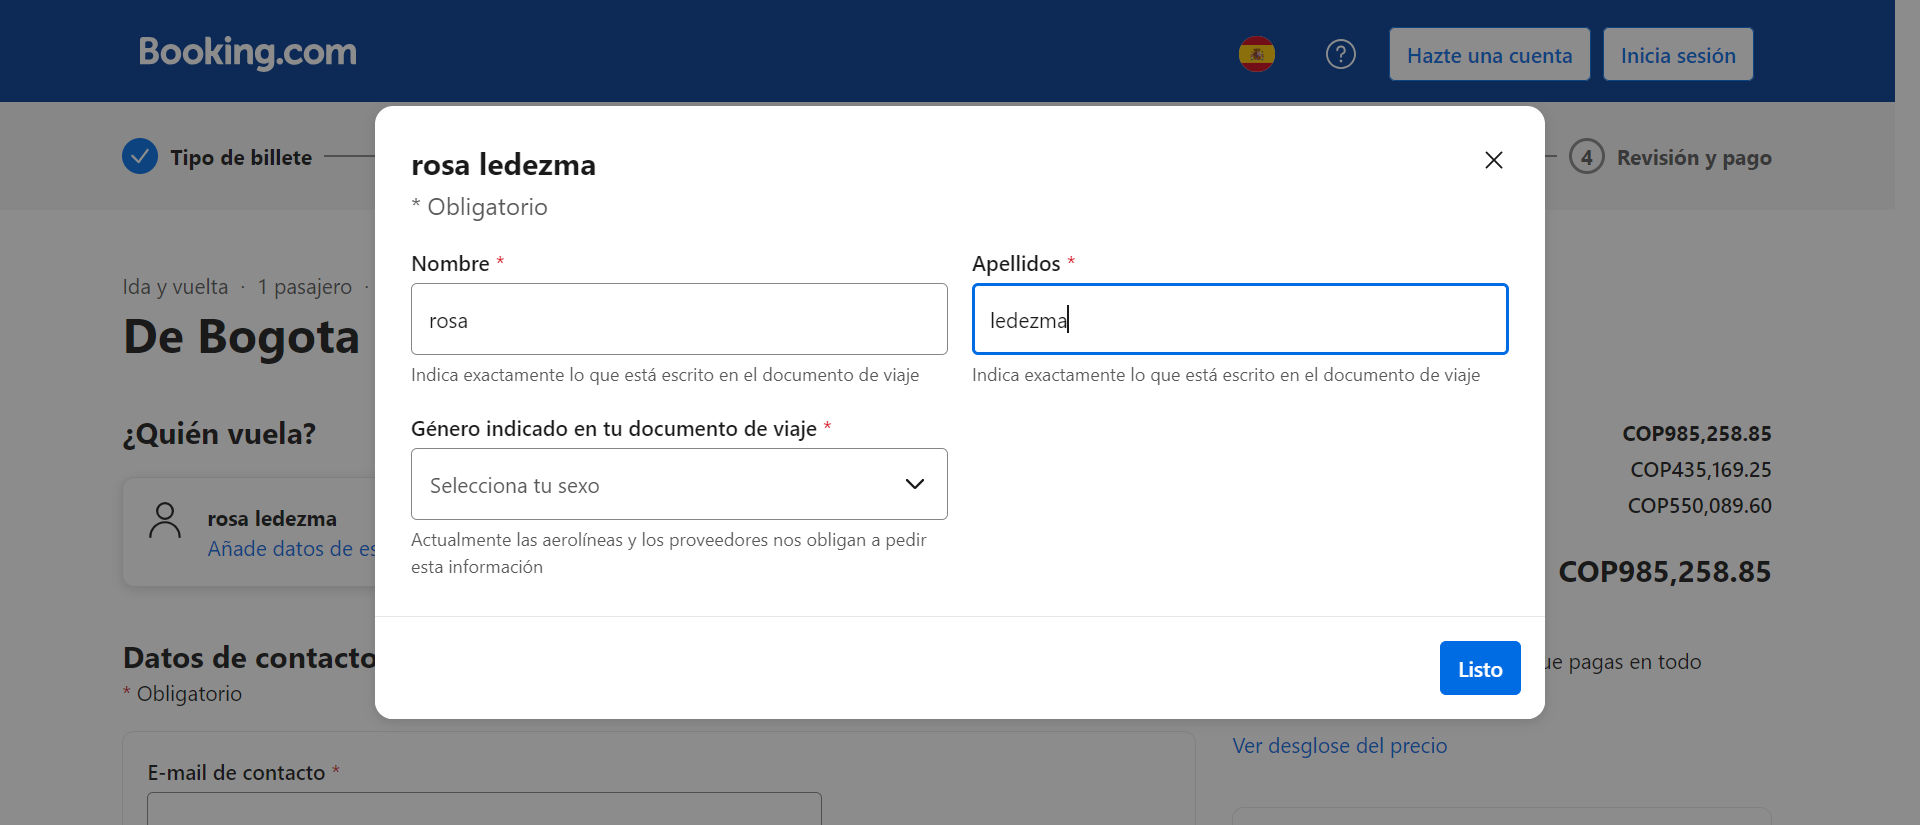 Booking.com
Hazte una cuenta
Inicia sesión
Tipo de billete
4 Revisión y pago
rosa ledezma
* Obligatorio
Nombre *
Apellidos *
rosa
ledezma
Indica exactamente lo que está escrito en el documento de viaje
Indica exactamente lo que está escrito en el documento de viaje
Género indicado en tu documento de viaje *
Selecciona tu sexo
Actualmente las aerolíneas y los proveedores nos obligan a pedir
esta información
Listo
Ida y vuelta · 1 pasajero ·
De Bogota
¿Quién vuela?
rosa ledezma
Añade datos de es
COP985,258.85
COP435,169.25
COP550,089.60
COP985,258.85
Datos de contacto
* Obligatorio
ue pagas en todo
Ver desglose del precio
E-mail de contacto *